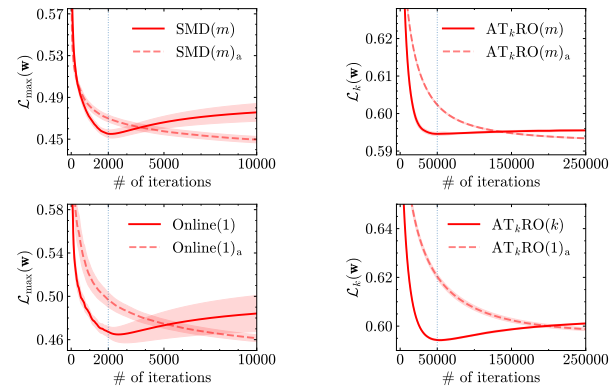 0.57
0.53
0.49
0.45
ℒmax(w)
SMD(m)
SMD(m)a
0 2000 5000 10000
# of iterations
0.62
0.61
0.60
0.59
ℒk(w)
ATkRO(m)
ATkRO(m)a
0 50000 150000 250000
# of iterations
0.58
0.54
0.50
0.46
ℒmax(w)
Online(1)
Online(1)a
0 2000 5000 10000
# of iterations
0.64
0.62
0.60
ℒk(w)
ATkRO(k)
ATkRO(1)a
0 50000 150000 250000
# of iterations